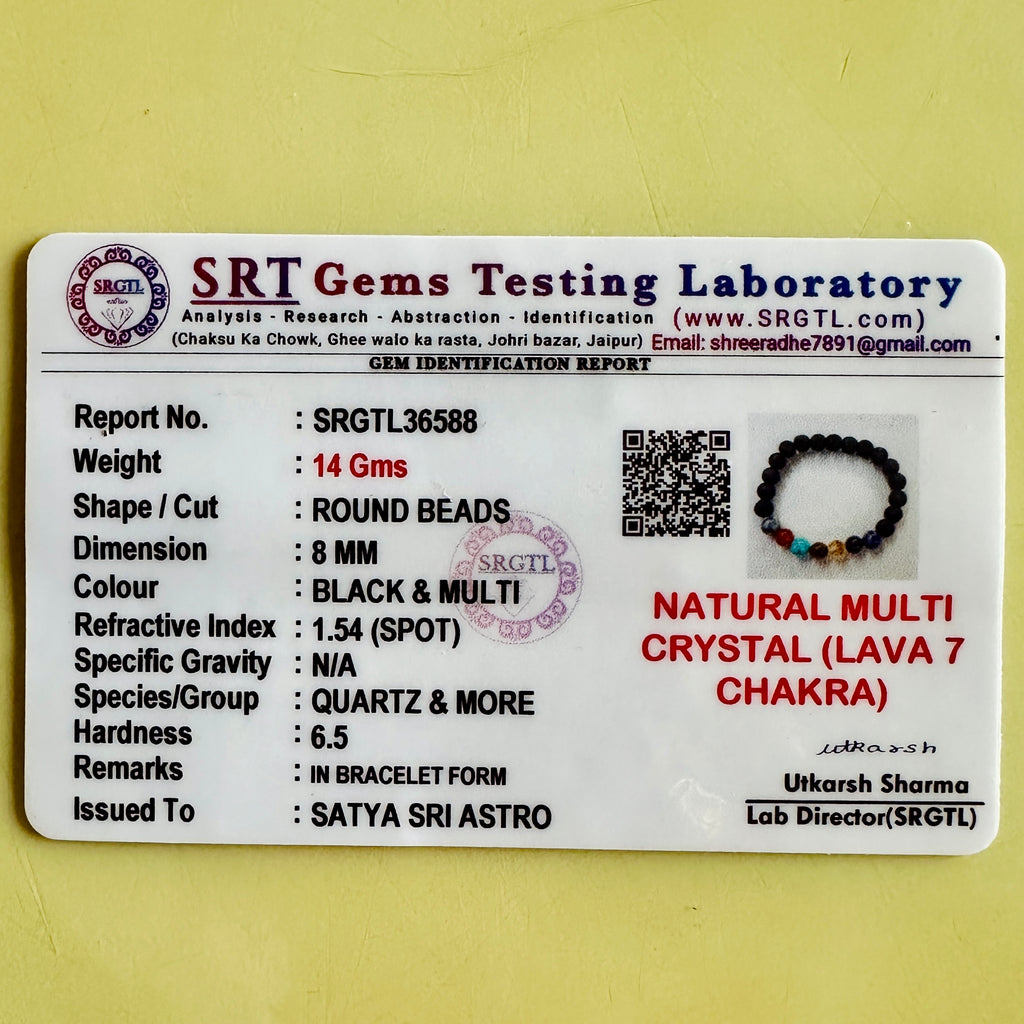 SRGTL
SRT Gems Testing Laboratory
Analysis - Research - Abstraction - Identification (www.SRGTL.com)
(Chaksu Ka Chowk, Ghee walo ka rasta, Johri bazar, Jaipur) Email: shreeradhe7891@gmail.com
GEM IDENTIFICATION REPORT
Report No. : SRGTL36588
Weight : 14 Gms
Shape / Cut : ROUND BEADS
Dimension : 8 MM
Colour : BLACK & MULTI
Refractive Index : 1.54 (SPOT)
Specific Gravity : N/A
Species/Group : QUARTZ & MORE
Hardness : 6.5
Remarks : IN BRACELET FORM
Issued To : SATYA SRI ASTRO
SRGTL
NATURAL MULTI
CRYSTAL (LAVA 7
CHAKRA)
utkarsh
Utkarsh Sharma
Lab Director(SRGTL)